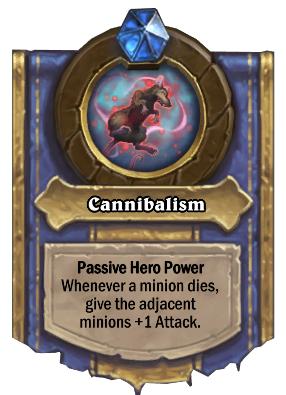 Cannibalism
Passive Hero Power
Whenever a minion dies,
give the adjacent
minions +1 Attack.